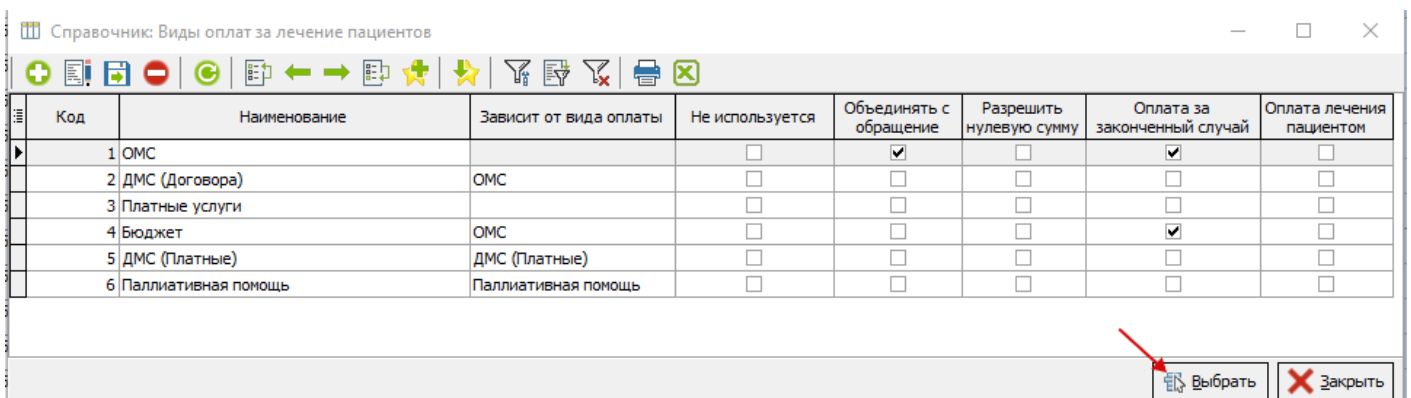 Справочник: Виды оплат за лечение пациентов
Код Наименование Зависит от вида оплаты Не используется Объединять с обращение Разрешить нулевую сумму Оплата за законченный случай Оплата лечения пациентом
1 ОМС
2 ДМС (Договора) ОМС
3 Платные услуги
4 Бюджет ОМС
5 ДМС (Платные) ДМС (Платные)
6 Паллиативная помощь Паллиативная помощь
Выбрать Закрыть